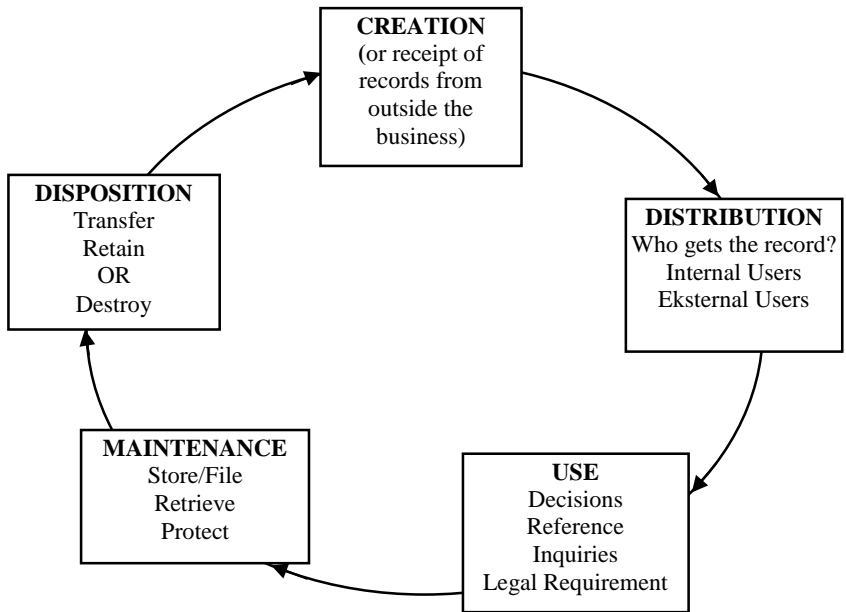 CREATION
(or receipt of
records from
outside the
business)
DISTRIBUTION
Who gets the record?
Internal Users
Eksternal Users
USE
Decisions
Reference
Inquiries
Legal Requirement
MAINTENANCE
Store/File
Retrieve
Protect
DISPOSITION
Transfer
Retain
OR
Destroy